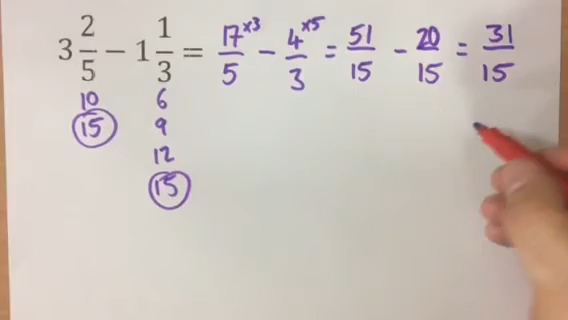 3 2/5 − 1 1/3 = 17×3/5 − 4×5/3 = 51/15 − 20/15 = 31/15
10 6
15 9
12
15